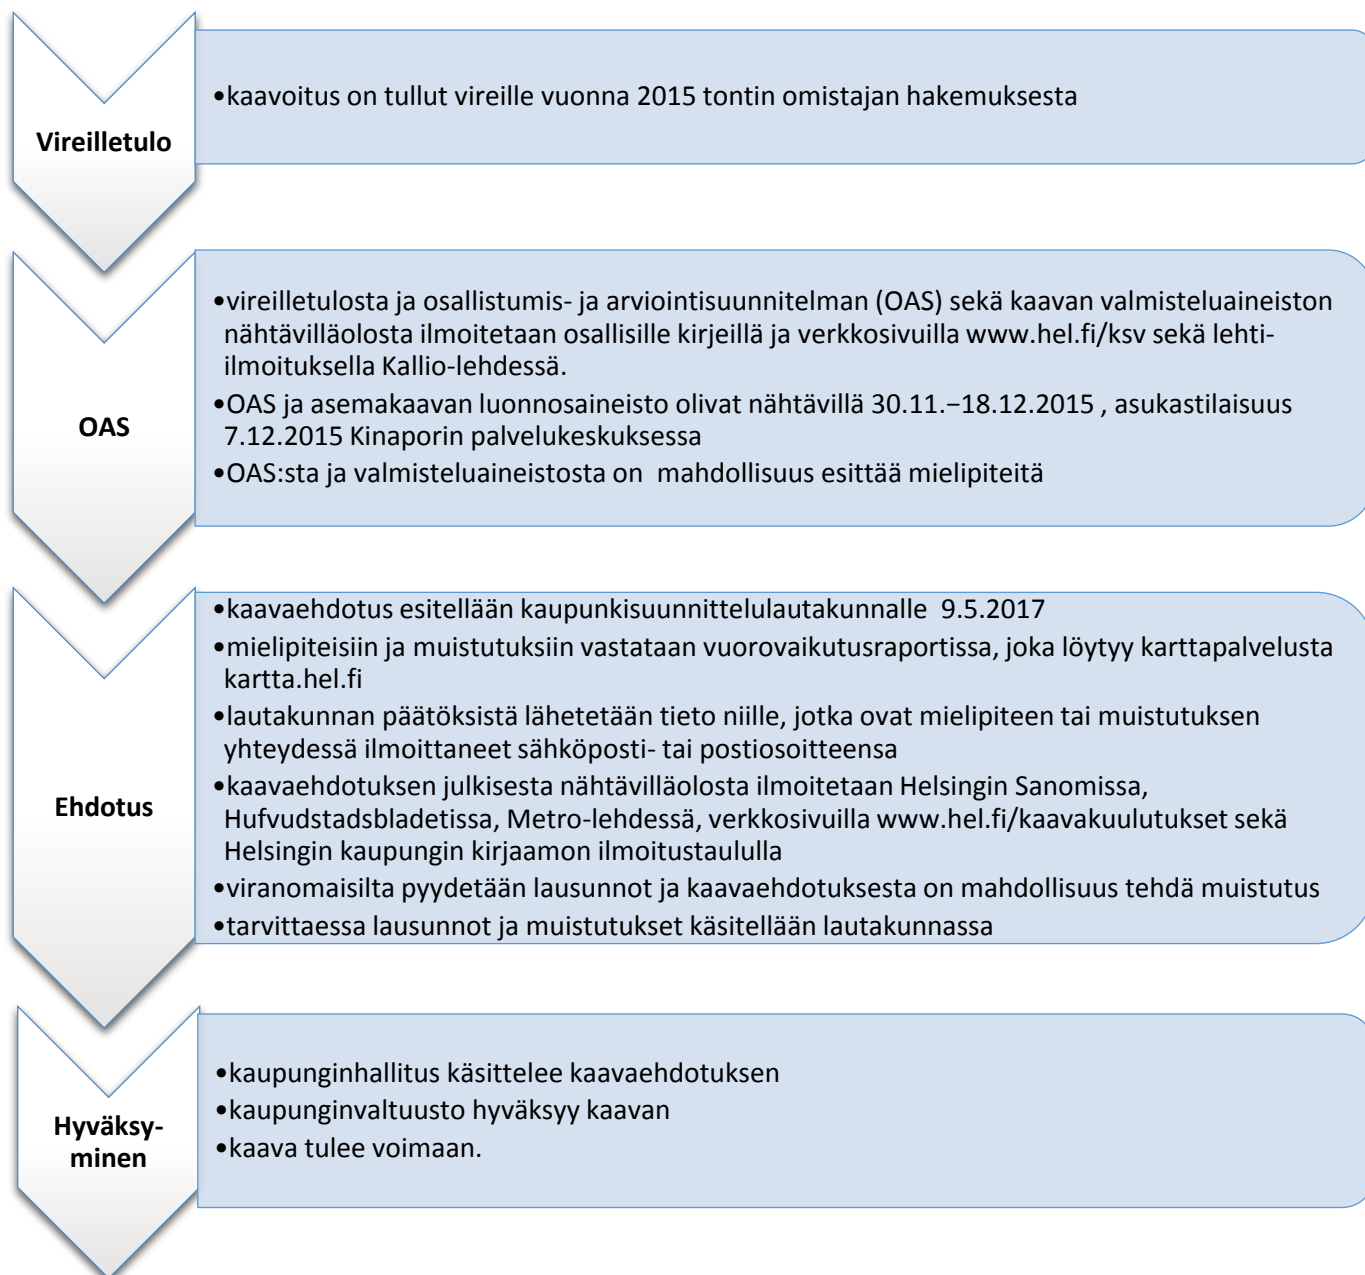 Vireilletulo
•kaavoitus on tullut vireille vuonna 2015 tontin omistajan hakemuksesta
OAS
•vireilletulosta ja osallistumis- ja arviointisuunnitelman (OAS) sekä kaavan valmisteluaineiston
nähtävilläolosta ilmoitetaan osallisille kirjeillä ja verkkosivuilla www.hel.fi/ksv sekä lehti-
ilmoituksella Kallio-lehdessä.
•OAS ja asemakaavan luonnosaineisto olivat nähtävillä 30.11.–18.12.2015 , asukastilaisuus
7.12.2015 Kinaporin palvelukeskuksessa
•OAS:sta ja valmisteluaineistosta on  mahdollisuus esittää mielipiteitä
Ehdotus
•kaavaehdotus esitellään kaupunkisuunnittelulautakunnalle  9.5.2017
•mielipiteisiin ja muistutuksiin vastataan vuorovaikutusraportissa, joka löytyy karttapalvelusta
kartta.hel.fi
•lautakunnan päätöksistä lähetetään tieto niille, jotka ovat mielipiteen tai muistutuksen
yhteydessä ilmoittaneet sähköposti- tai postiosoitteensa
•kaavaehdotuksen julkisesta nähtävilläolosta ilmoitetaan Helsingin Sanomissa,
Hufvudstadsbladetissa, Metro-lehdessä, verkkosivuilla www.hel.fi/kaavakuulutukset sekä
Helsingin kaupungin kirjaamon ilmoitustaululla
•viranomaisilta pyydetään lausunnot ja kaavaehdotuksesta on mahdollisuus tehdä muistutus
•tarvittaessa lausunnot ja muistutukset käsitellään lautakunnassa
Hyväksy-
minen
•kaupunginhallitus käsittelee kaavaehdotuksen
•kaupunginvaltuusto hyväksyy kaavan
•kaava tulee voimaan.